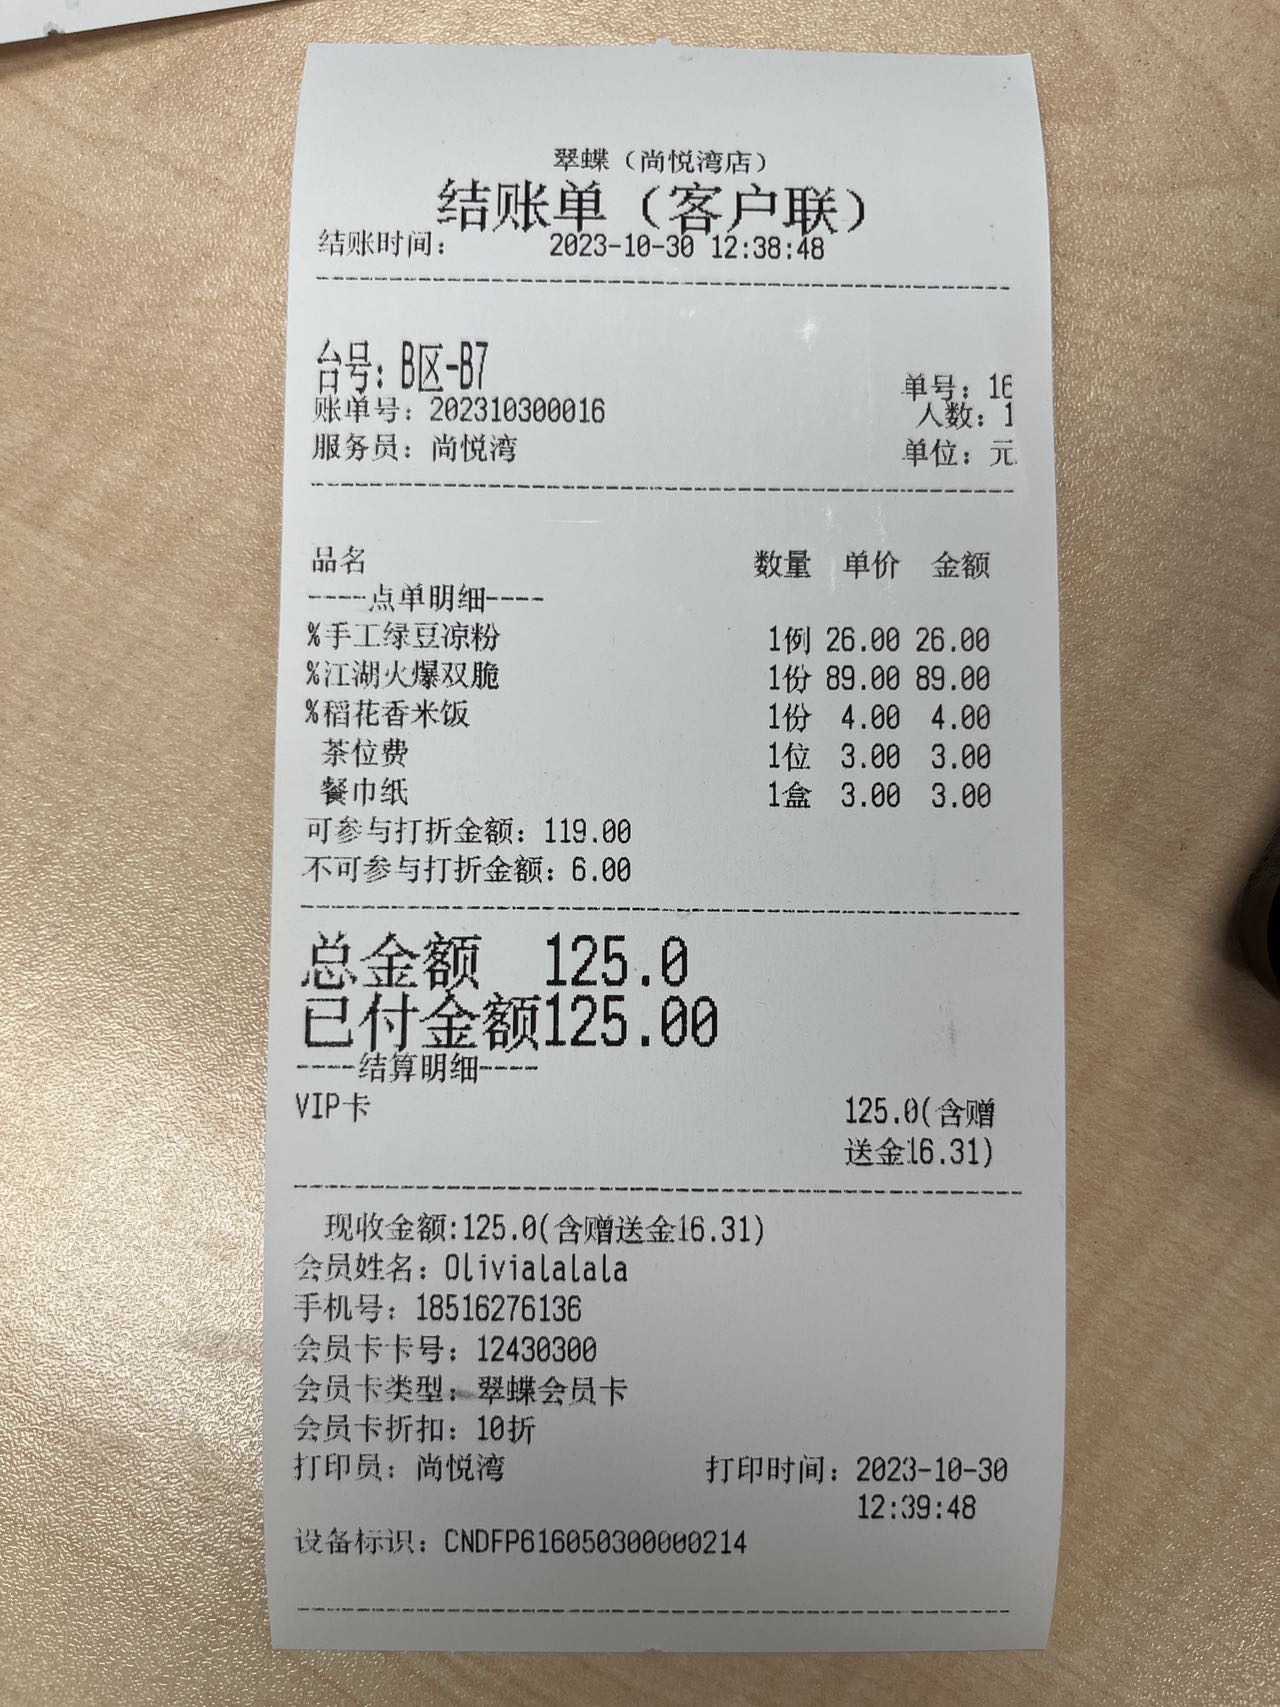 翠蝶（尚悦湾店）
结账单（客户联）
结账时间： 2023-10-30 12:38:48
台号：B区-B7
单号：16
账单号：202310300016
人数：1
服务员：尚悦湾
单位：元
品名 数量 单价 金额
----点单明细----
%手工绿豆凉粉 1例 26.00 26.00
%江湖火爆双脆 1份 89.00 89.00
%稻花香米饭 1份 4.00 4.00
茶位费 1位 3.00 3.00
餐巾纸 1盒 3.00 3.00
可参与打折金额：119.00
不可参与打折金额：6.00
总金额 125.0
已付金额125.00
----结算明细----
VIP卡 125.0(含赠
送金16.31)
现收金额:125.0(含赠送金16.31)
会员姓名：Olivialalala
手机号：18516276136
会员卡卡号：12430300
会员卡类型：翠蝶会员卡
会员卡折扣：10折
打印员：尚悦湾 打印时间：2023-10-30
12:39:48
设备标识：CNDFP616050300000214